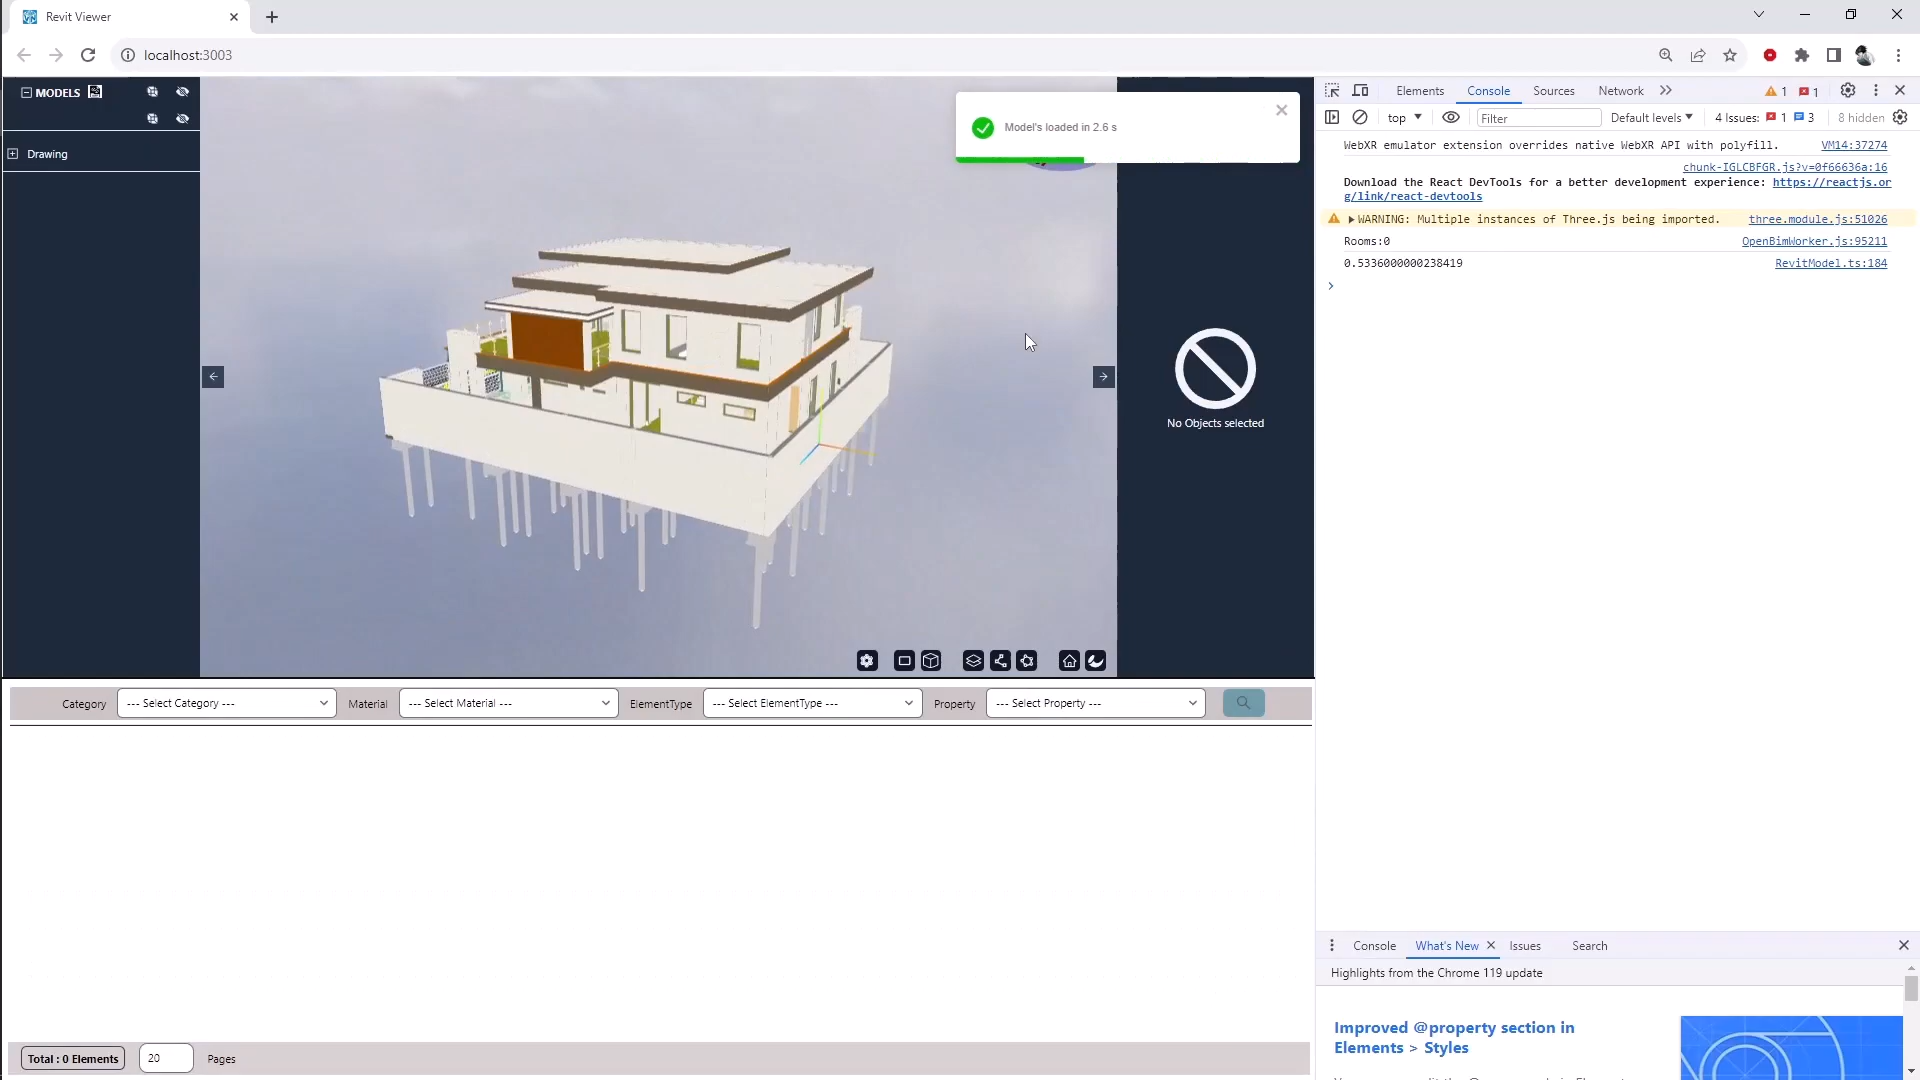 Revit Viewer
localhost:3003
MODELS
Drawing
Model's loaded in 2.6 s
No Objects selected
Category --- Select Category --- Material --- Select Material --- ElementType --- Select ElementType --- Property --- Select Property ---
Total : 0 Elements 20 Pages
Elements Console Sources Network 1 1
top Filter Default levels 4 Issues: 1 3 8 hidden
WebXR emulator extension overrides native WebXR API with polyfill. VM14:37274
chunk-IGLCBFGR.js?v=0f66636a:16
Download the React DevTools for a better development experience: https://reactjs.or
g/link/react-devtools
WARNING: Multiple instances of Three.js being imported. three.module.js:51026
Rooms:0 OpenBimWorker.js:95211
0.5336000000238419 RevitModel.ts:184
Console What's New Issues Search
Highlights from the Chrome 119 update
Improved @property section in
Elements > Styles